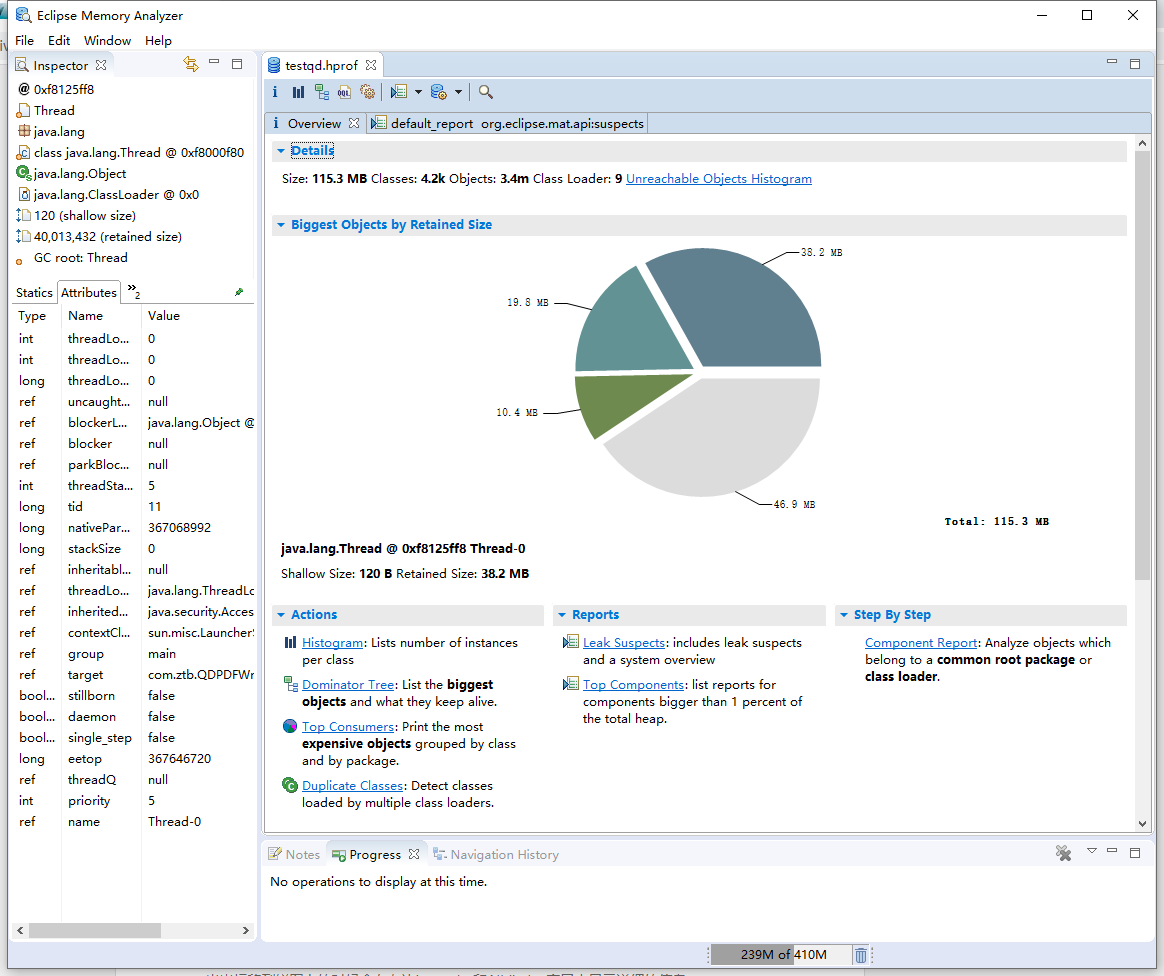 Eclipse Memory Analyzer
File Edit Window Help
Inspector
0xf8125ff8
Thread
java.lang
class java.lang.Thread @ 0xf8000f80
java.lang.Object
java.lang.ClassLoader @ 0x0
120 (shallow size)
40,013,432 (retained size)
GC root: Thread
Statics Attributes »2
Type Name Value
int threadLo... 0
int threadLo... 0
long threadLo... 0
ref uncaught... null
ref blockerL... java.lang.Object @
ref blocker null
ref parkBloc... null
int threadSta... 5
long tid 11
long nativePar... 367068992
long stackSize 0
ref inheritabl... null
ref threadLo... java.lang.ThreadLo
ref inherited... java.security.Acces
ref contextCl... sun.misc.Launcher
ref group main
ref target com.ztb.QDPDFWr
bool... stillborn false
bool... daemon false
bool... single_step false
long eetop 367646720
ref threadQ null
int priority 5
ref name Thread-0
testqd.hprof
Overview default_report org.eclipse.mat.api:suspects
Details
Size: 115.3 MB Classes: 4.2k Objects: 3.4m Class Loader: 9 Unreachable Objects Histogram
Biggest Objects by Retained Size
38.2 MB
19.8 MB
10.4 MB
46.9 MB
Total: 115.3 MB
java.lang.Thread @ 0xf8125ff8 Thread-0
Shallow Size: 120 B Retained Size: 38.2 MB
Actions
Histogram: Lists number of instances
per class
Dominator Tree: List the biggest
objects and what they keep alive.
Top Consumers: Print the most
expensive objects grouped by class
and by package.
Duplicate Classes: Detect classes
loaded by multiple class loaders.
Reports
Leak Suspects: includes leak suspects
and a system overview
Top Components: list reports for
components bigger than 1 percent of
the total heap.
Step By Step
Component Report: Analyze objects which
belong to a common root package or
class loader.
Notes Progress Navigation History
No operations to display at this time.
239M of 410M